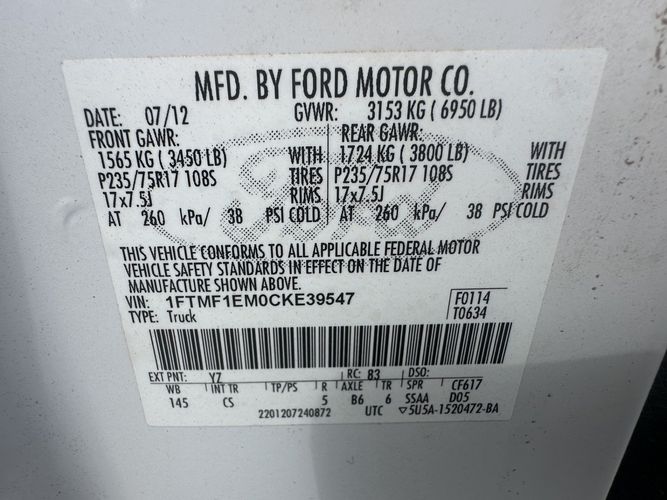 MFD. BY FORD MOTOR CO.
DATE: 07/12 GVWR: 3153 KG ( 6950 LB)
FRONT GAWR: REAR GAWR:
1565 KG ( 3450 LB) WITH 1724 KG ( 3800 LB) WITH
P235/75R17 108S TIRES P235/75R17 108S TIRES
17x7.5J RIMS 17x7.5J RIMS
AT 260 kPa/ 38 PSI COLD AT 260 kPa/ 38 PSI COLD
THIS VEHICLE CONFORMS TO ALL APPLICABLE FEDERAL MOTOR
VEHICLE SAFETY STANDARDS IN EFFECT ON THE DATE OF
MANUFACTURE SHOWN ABOVE.
VIN: 1FTMF1EM0CKE39547 F0114
TYPE: Truck T0634
EXT PNT: YZ RC: 83 DSO:
WB INT TR TP/PS R AXLE TR SPR CF617
145 CS 5 B6 6 SSAA D05
2201207240872 UTC ▽5U5A-1520472-BA
Ford